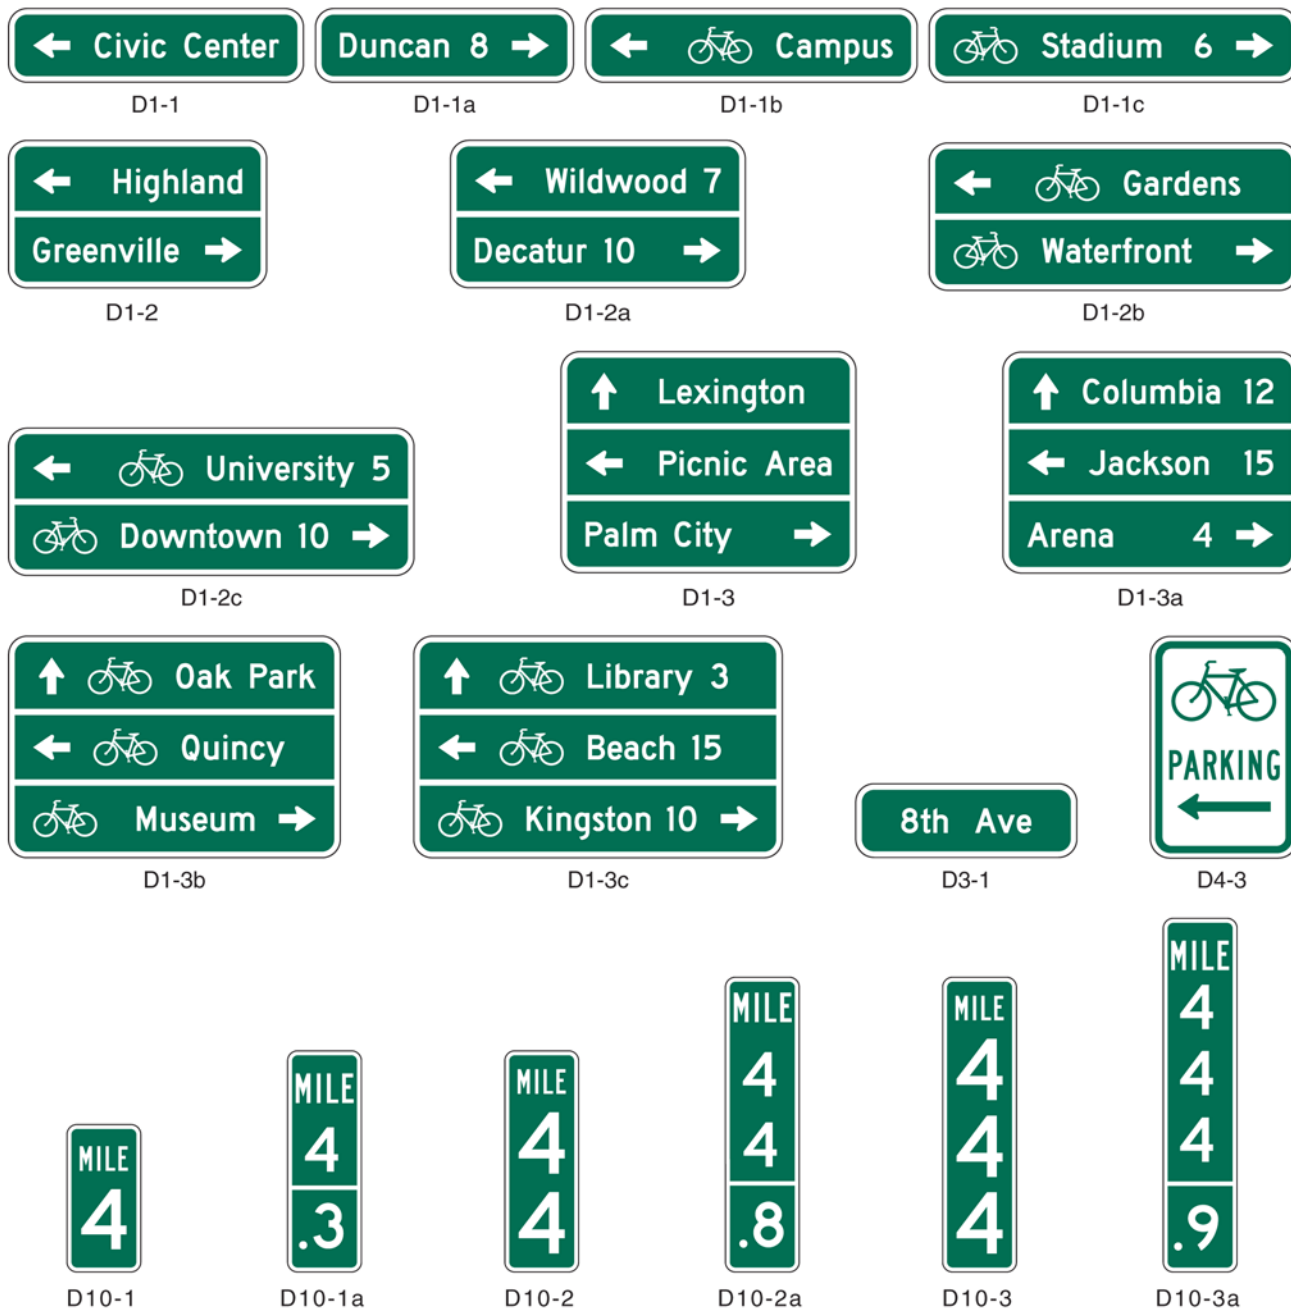 Civic Center
Duncan 8
Campus
Stadium 6
D1-1
D1-1a
D1-1b
D1-1c
Highland
Greenville
Wildwood 7
Decatur 10
Gardens
Waterfront
D1-2
D1-2a
D1-2b
University 5
Downtown 10
Lexington
Picnic Area
Palm City
Columbia 12
Jackson 15
Arena 4
D1-2c
D1-3
D1-3a
Oak Park
Quincy
Museum
Library 3
Beach 15
Kingston 10
8th Ave
PARKING
D1-3b
D1-3c
D3-1
D4-3
MILE
4
MILE
4
.3
MILE
4
4
MILE
4
4
.8
MILE
4
4
4
MILE
4
4
4
.9
D10-1
D10-1a
D10-2
D10-2a
D10-3
D10-3a